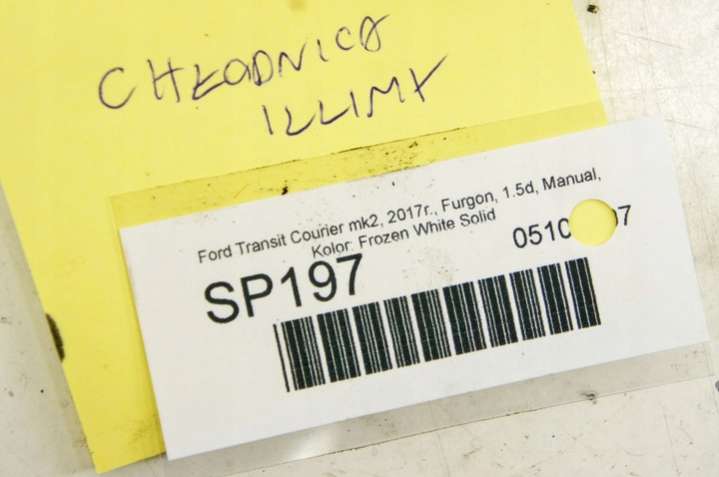 CHŁODNICA
KLIMY
Ford Transit Courier mk2, 2017r., Furgon, 1.5d, Manual,
Kolor: Frozen White Solid
SP197